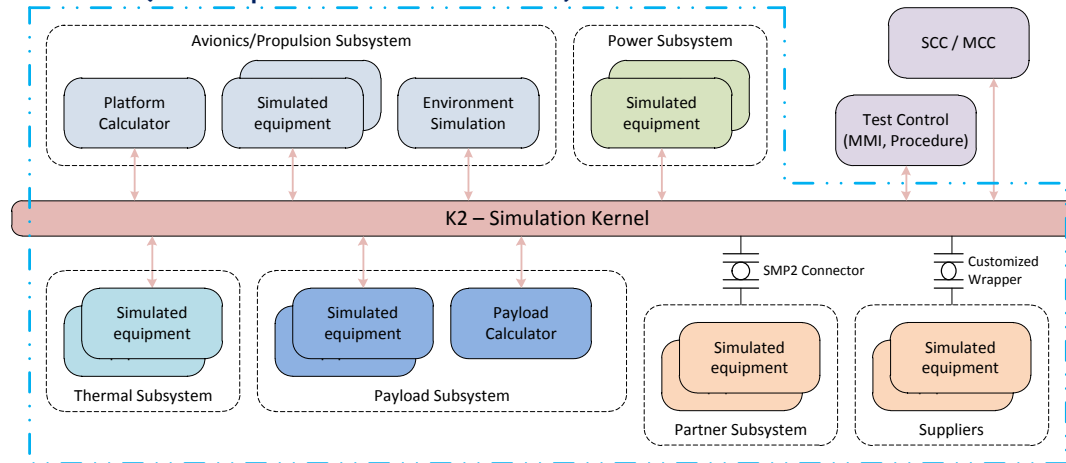 Avionics/Propulsion Subsystem
Power Subsystem
SCC / MCC
Platform
Calculator
Simulated
equipment
Environment
Simulation
Simulated
equipment
Test Control
(MMI, Procedure)
K2 – Simulation Kernel
SMP2 Connector
Customized
Wrapper
Simulated
equipment
Simulated
equipment
Payload
Calculator
Simulated
equipment
Simulated
equipment
Thermal Subsystem
Payload Subsystem
Partner Subsystem
Suppliers